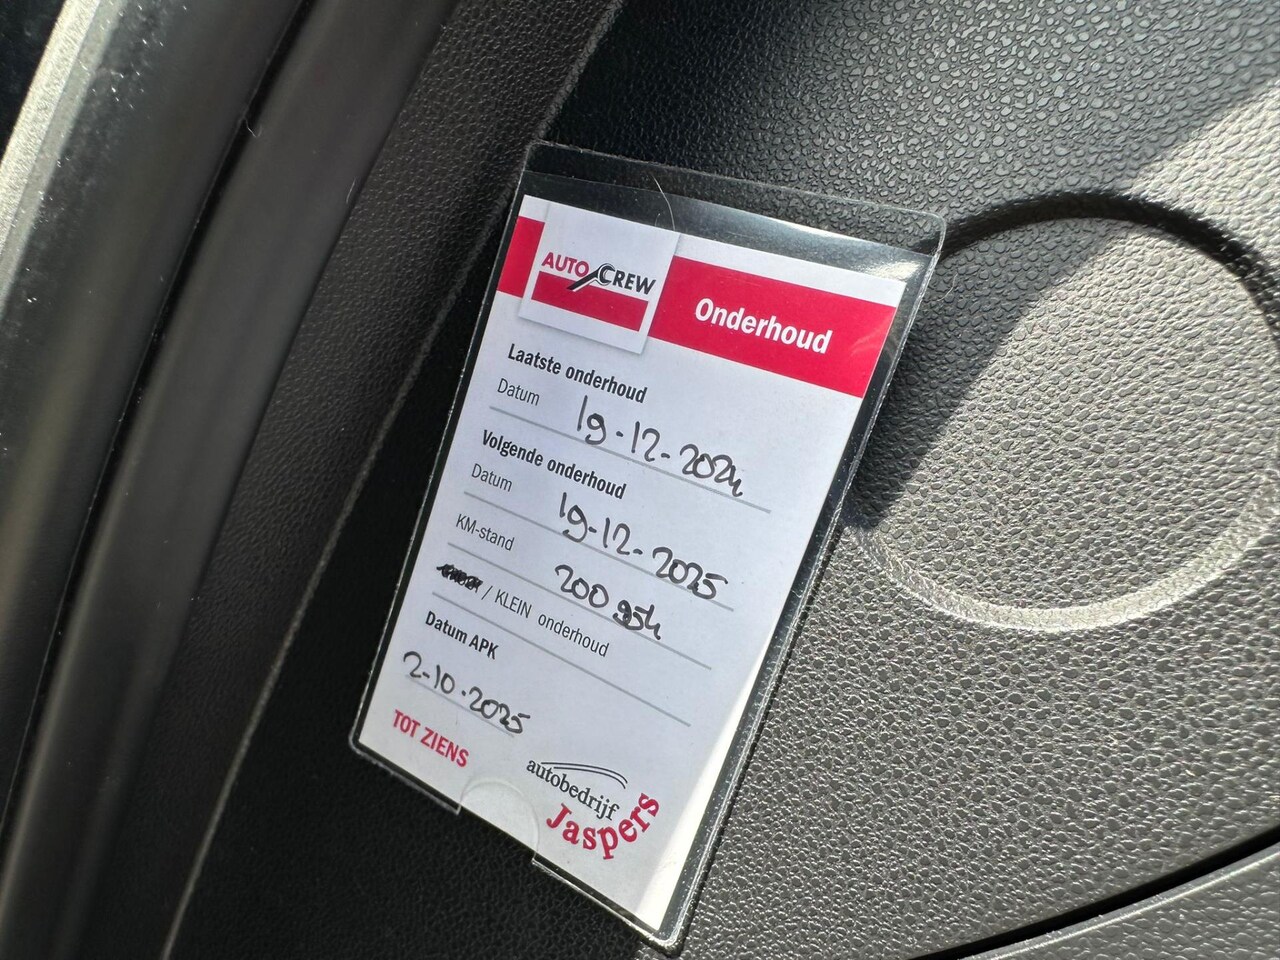 AUTO CREW
Onderhoud
Laatste onderhoud
Datum 19-12-2024
Volgende onderhoud
Datum 19-12-2025
KM-stand 200 954
/ KLEIN onderhoud
Datum APK
2-10-2025
TOT ZIENS
autobedrijf
Jaspers